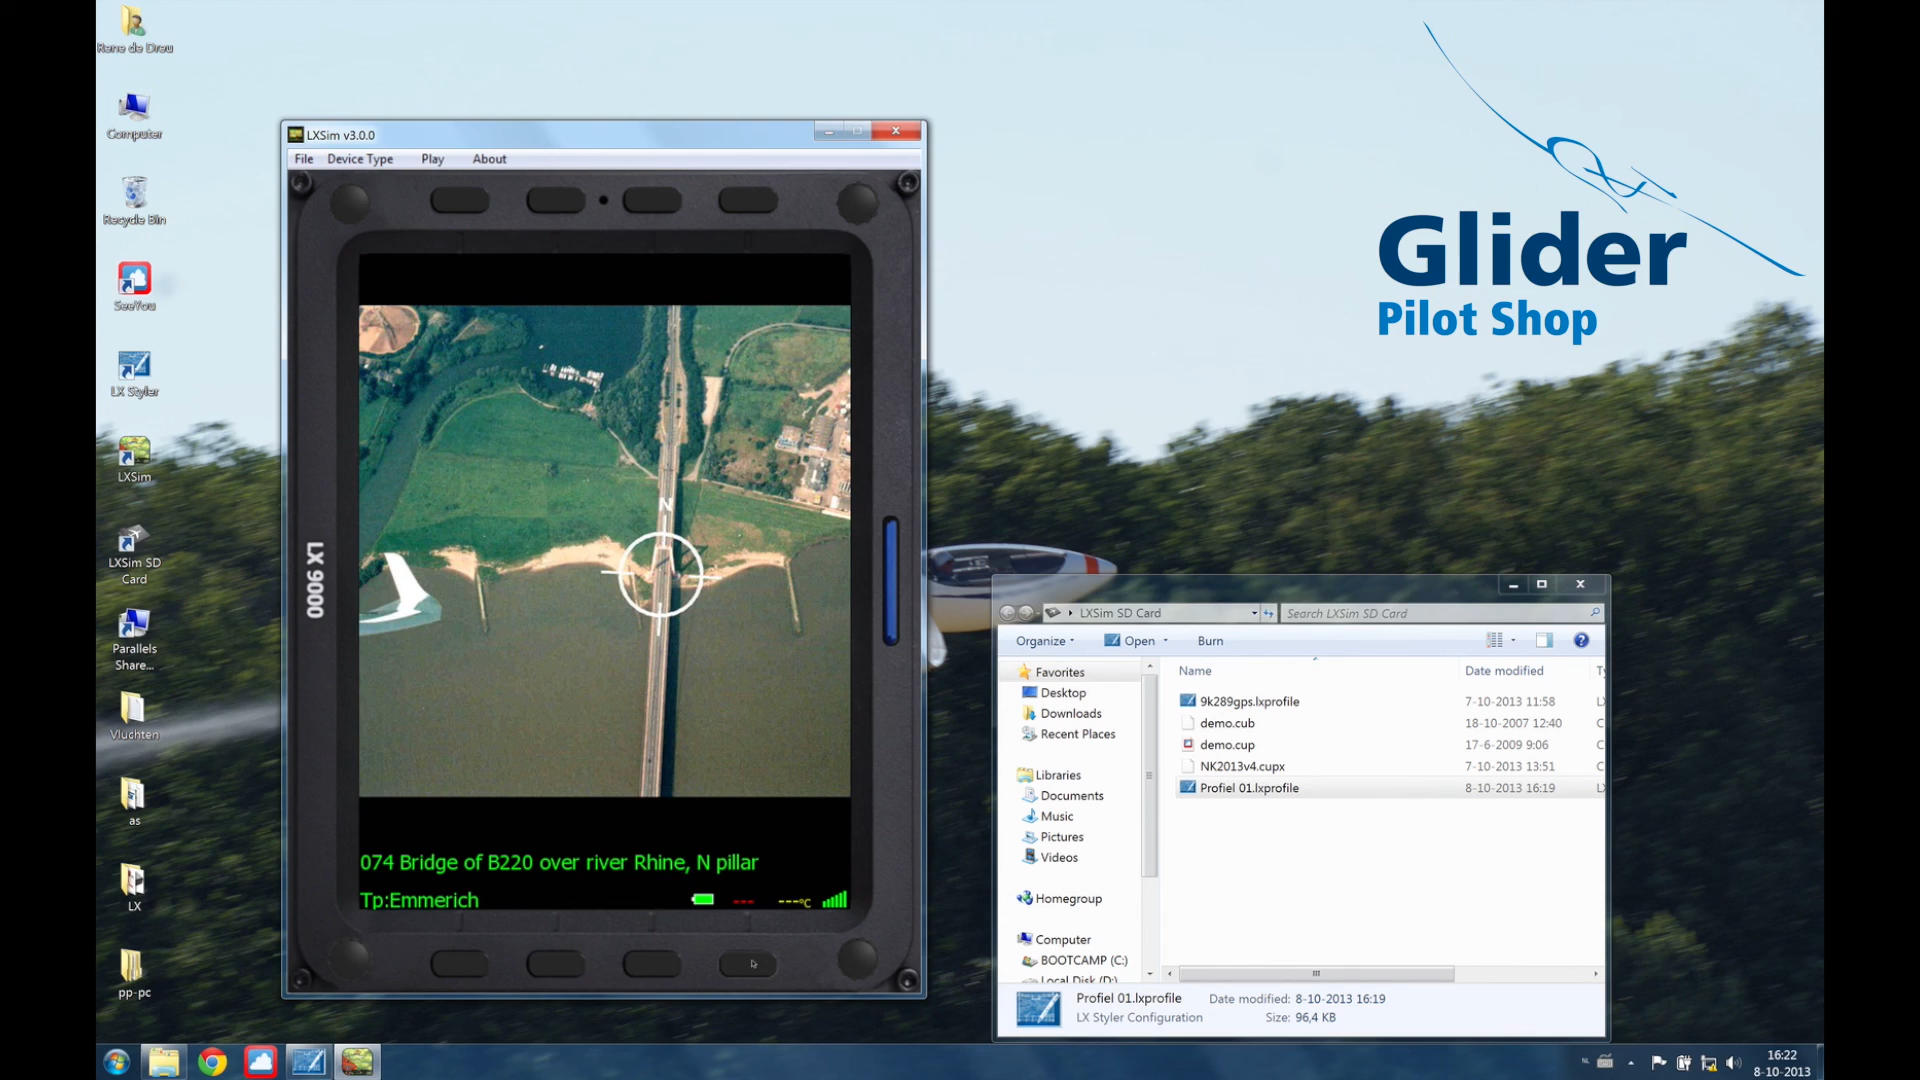 Rene de Dreu
Computer
Recycle Bin
SeeYou
LX Styler
LXSim
LXSim SD
Card
Parallels
Share...
Vluchten
as
LX
pp-pc
LXSim v3.0.0
File Device Type Play About
LX 9000
N
074 Bridge of B220 over river Rhine, N pillar
Tp:Emmerich
--- ---°C
Glider
Pilot Shop
LXSim SD Card
Search LXSim SD Card
Organize Open Burn
Name Date modified
9k289gps.lxprofile 7-10-2013 11:58
demo.cub 18-10-2007 12:40
demo.cup 17-6-2009 9:06
NK2013v4.cupx 7-10-2013 13:51
Profiel 01.lxprofile 8-10-2013 16:19
Favorites
Desktop
Downloads
Recent Places
Libraries
Documents
Music
Pictures
Videos
Homegroup
Computer
BOOTCAMP (C:)
Local Disk (D:)
Profiel 01.lxprofile Date modified: 8-10-2013 16:19
LX Styler Configuration Size: 96,4 KB
NL
16:22
8-10-2013